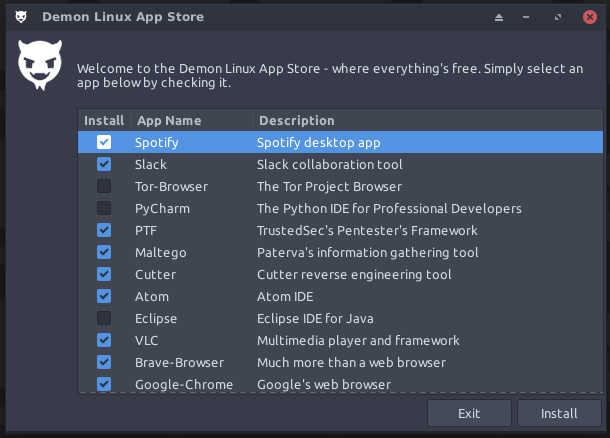 Demon Linux App Store
Welcome to the Demon Linux App Store - where everything's free. Simply select an
app below by checking it.
Install App Name Description
Spotify Spotify desktop app
Slack Slack collaboration tool
Tor-Browser The Tor Project Browser
PyCharm The Python IDE for Professional Developers
PTF TrustedSec's Pentester's Framework
Maltego Paterva's information gathering tool
Cutter Cutter reverse engineering tool
Atom Atom IDE
Eclipse Eclipse IDE for Java
VLC Multimedia player and framework
Brave-Browser Much more than a web browser
Google-Chrome Google's web browser
Exit Install